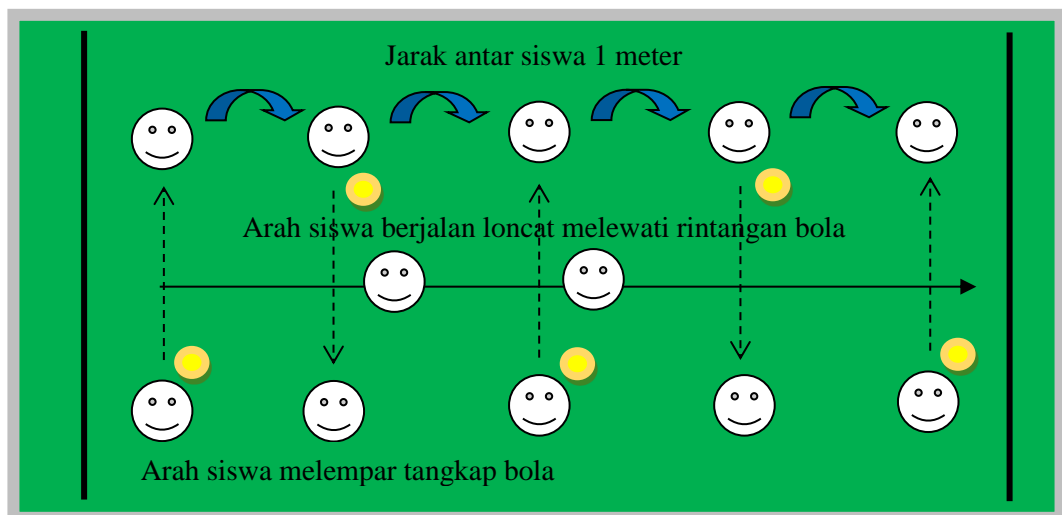 Jarak antar siswa 1 meter
Arah siswa berjalan loncat melewati rintangan bola
Arah siswa melempar tangkap bola